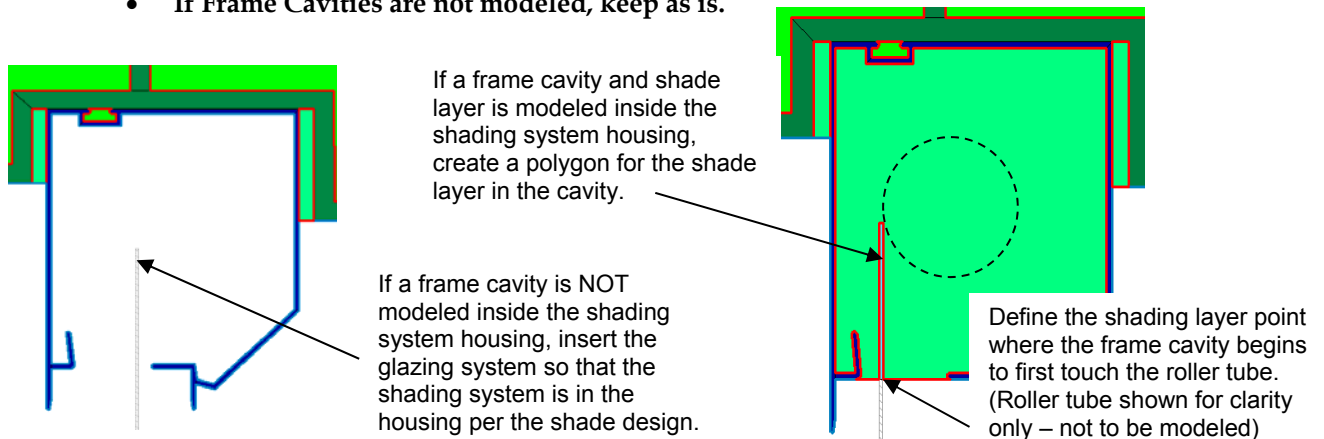 • If Frame Cavities are not modeled, keep as is.
If a frame cavity and shade
layer is modeled inside the
shading system housing,
create a polygon for the shade
layer in the cavity.
If a frame cavity is NOT
modeled inside the shading
system housing, insert the
glazing system so that the
shading system is in the
housing per the shade design.
Define the shading layer point
where the frame cavity begins
to first touch the roller tube.
(Roller tube shown for clarity
only – not to be modeled)